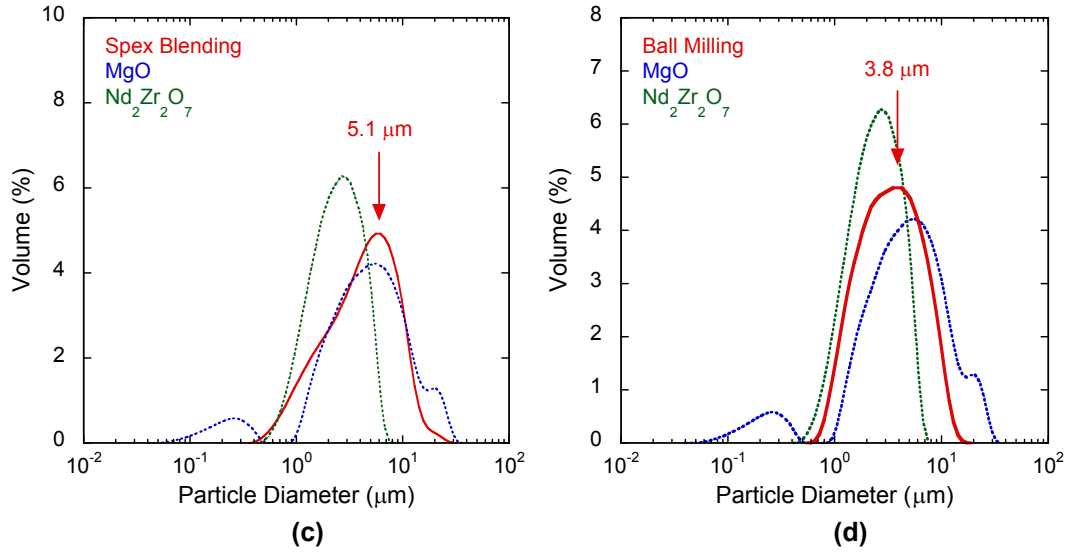 10
8
6
4
2
0
Spex Blending
MgO
Nd₂Zr₂O₇
5.1 μm
Volume (%)
10⁻² 10⁻¹ 10⁰ 10¹ 10²
Particle Diameter (μm)
(c)
8
7
6
5
4
3
2
1
0
Ball Milling
MgO
Nd₂Zr₂O₇
3.8 μm
Volume (%)
10⁻² 10⁻¹ 10⁰ 10¹ 10²
Particle Diameter (μm)
(d)